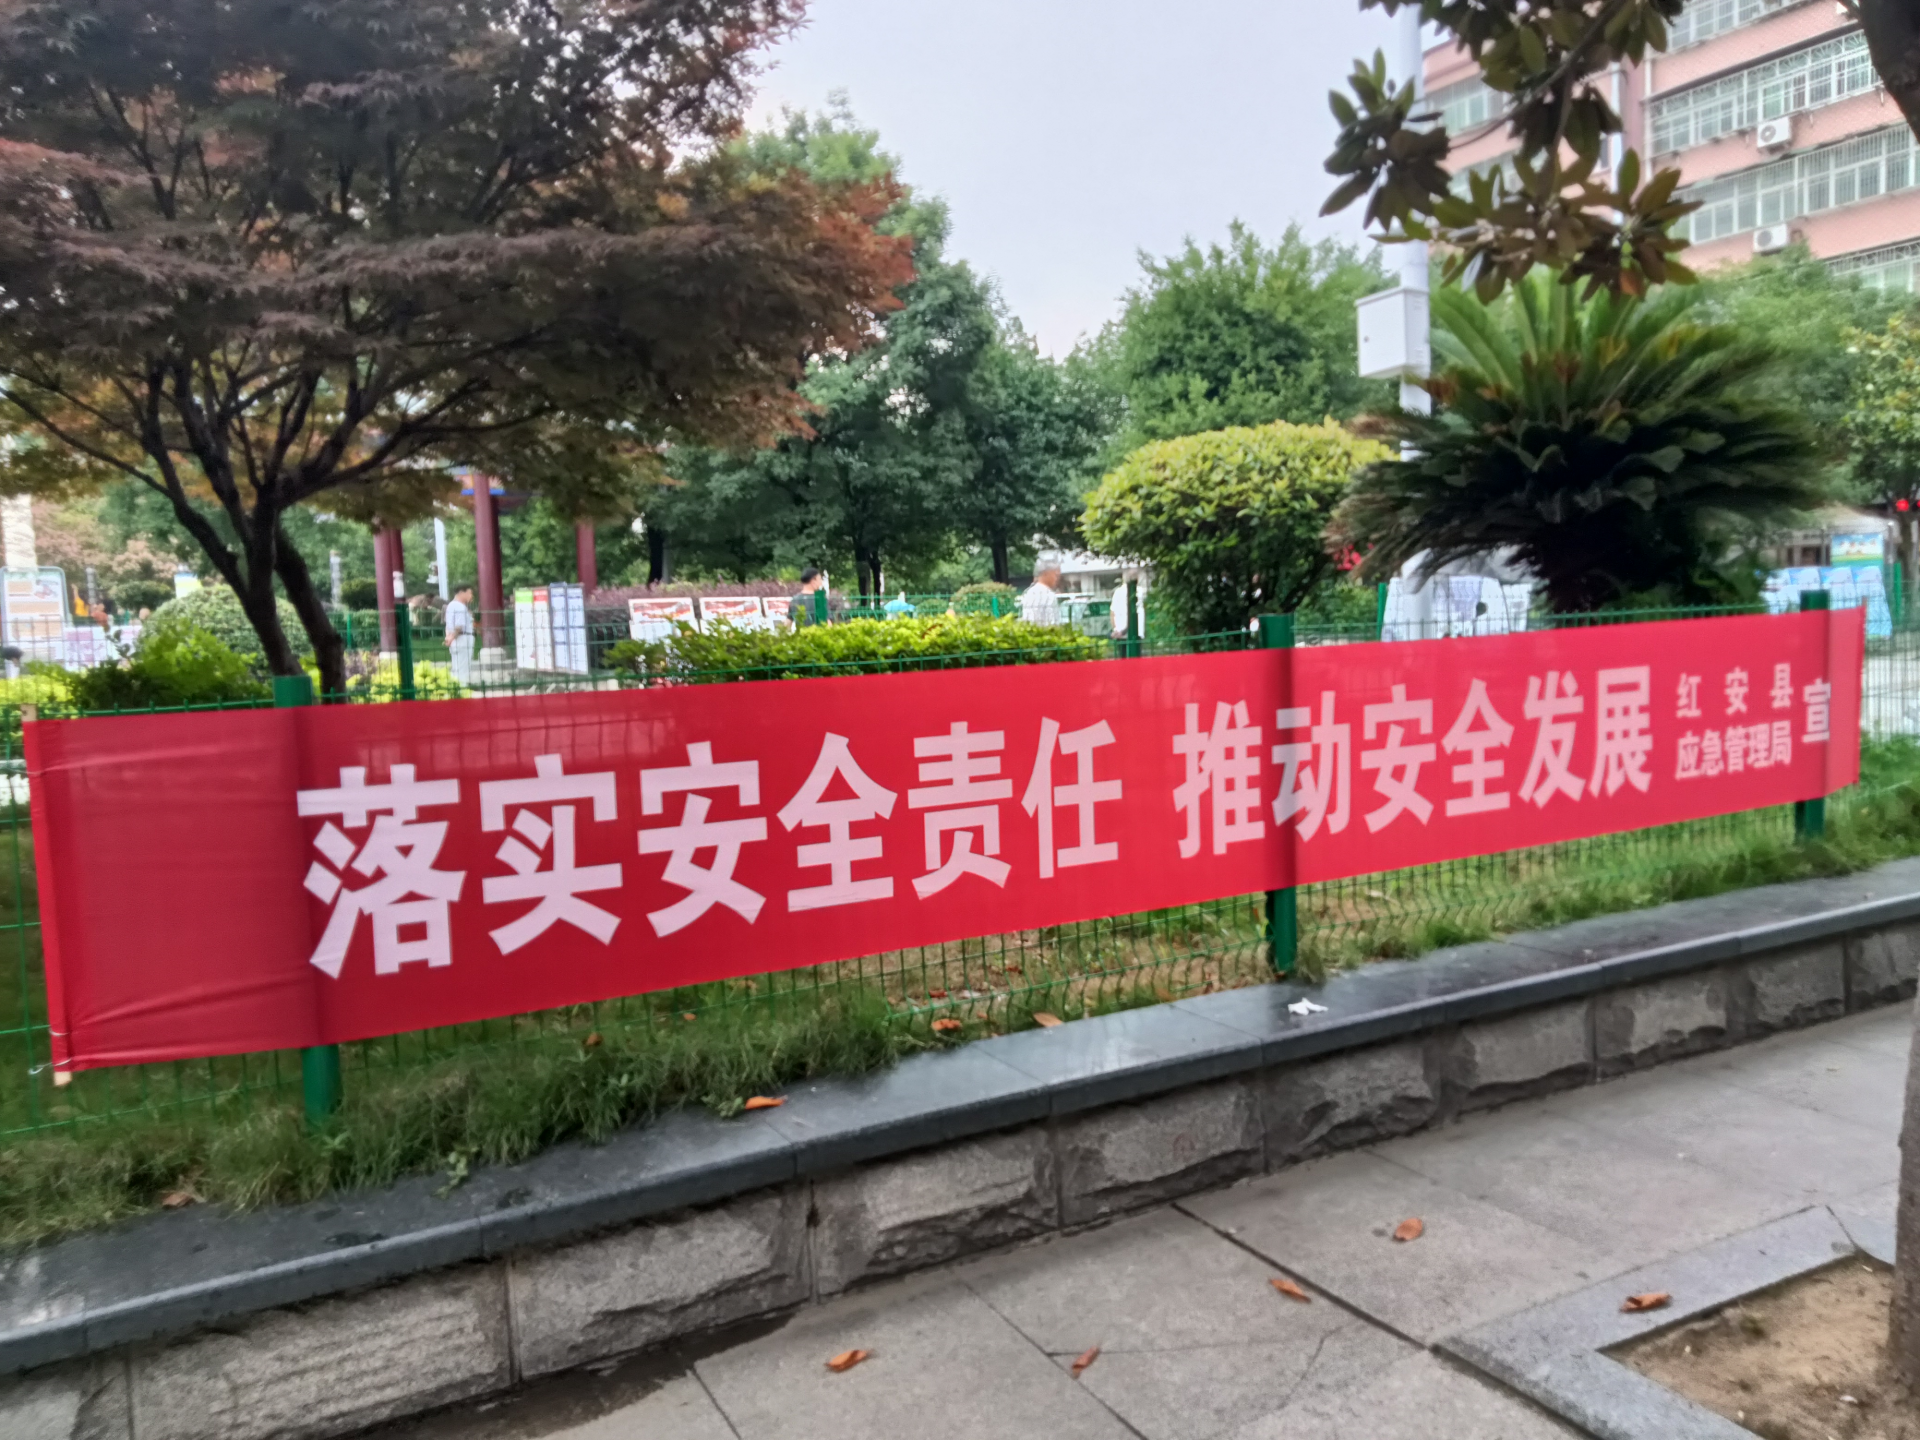 落实安全责任 推动安全发展
红安县
应急管理局
宣